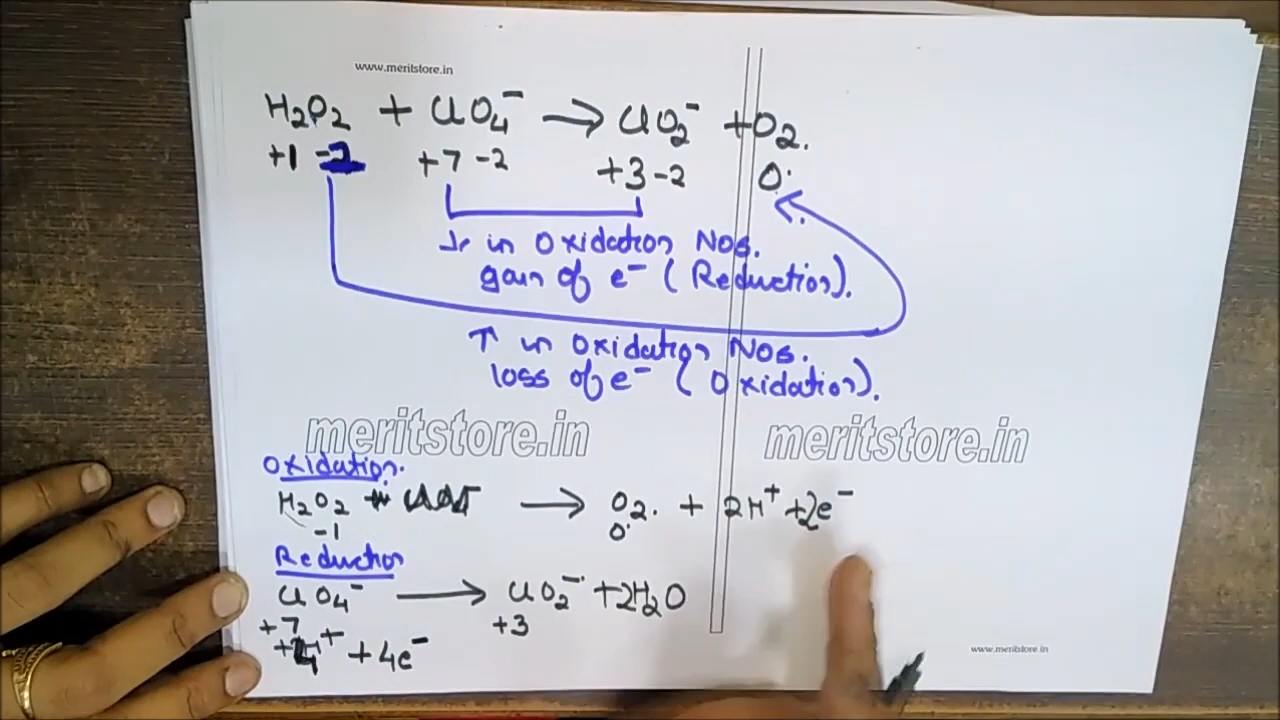 www.meritstore.in
H₂O₂ + ClO₄⁻ → ClO₂⁻ + O₂.
+1 -2 +7 -2 +3 -2 0.
↓ in Oxidation Nos.
gain of e⁻ (Reduction).
↑ in Oxidation Nos.
loss of e⁻ (Oxidation).
meritstore.in meritstore.in
Oxidation.
H₂O₂ → O₂. + 2H⁺ + 2e⁻
-1 0
Reduction
ClO₄⁻ → ClO₂⁻ + 2H₂O
+7 +3
+4H⁺ + 4e⁻
www.meritstore.in